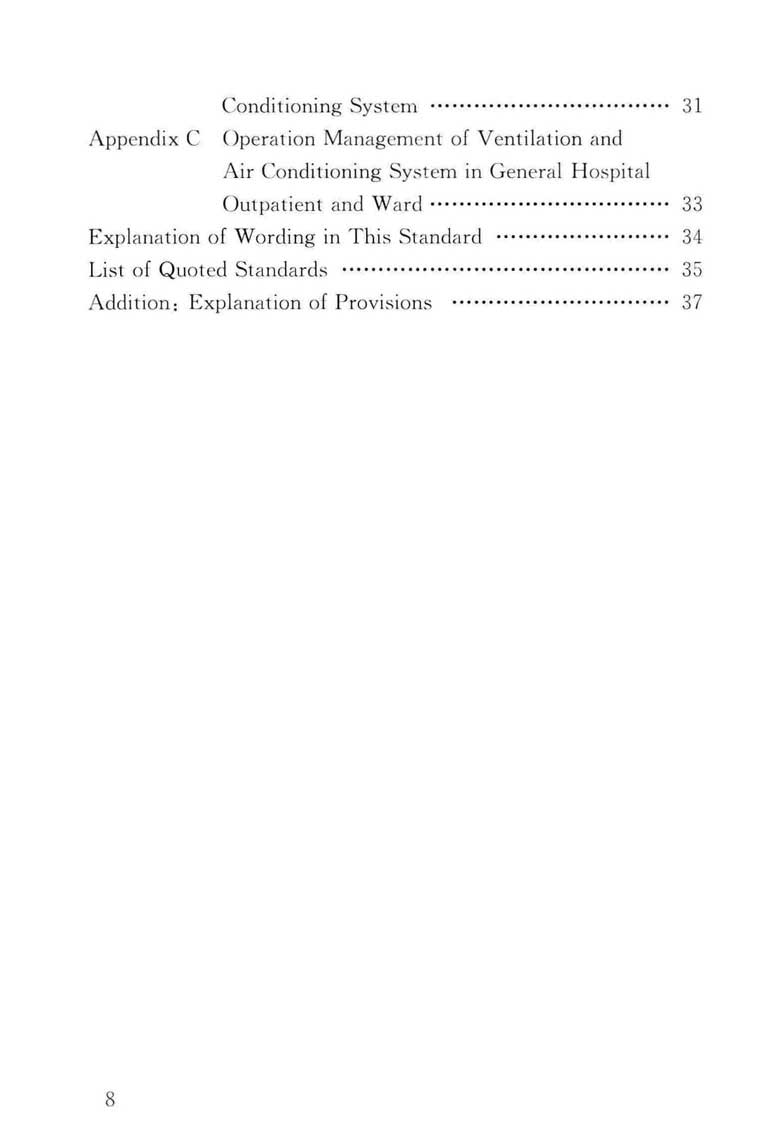 Conditioning System ································ 31
Appendix C Operation Management of Ventilation and
Air Conditioning System in General Hospital
Outpatient and Ward ································ 33
Explanation of Wording in This Standard ························ 34
List of Quoted Standards ············································ 35
Addition: Explanation of Provisions ······························ 37
8